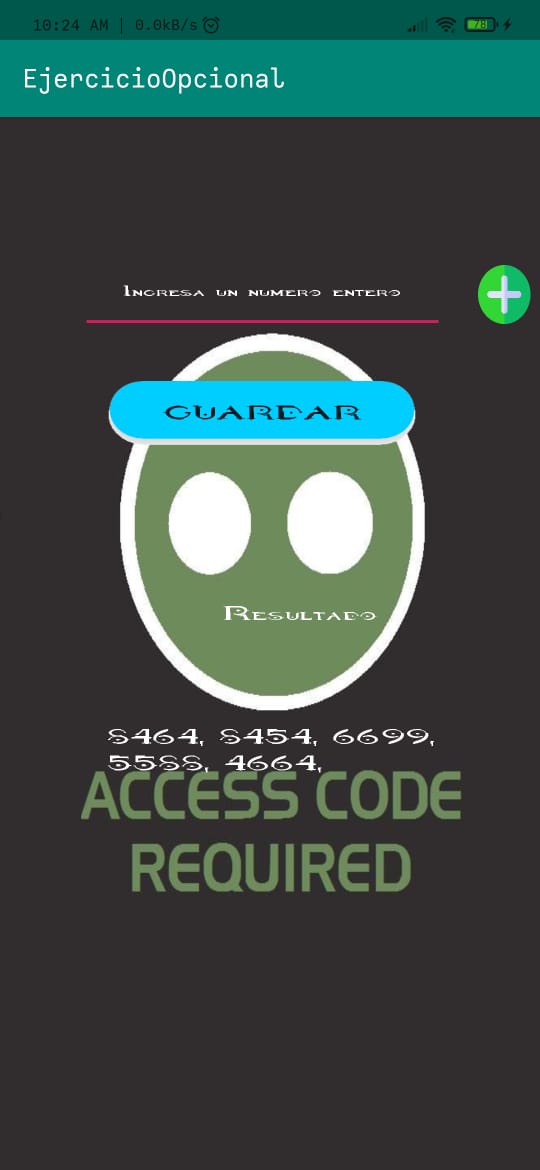 10:24 AM | 0.0kB/s
78
EjercicioOpcional
Ingresa un numero entero
GUARDAR
Resultado
8464, 8454, 6699,
5588, 4664,
ACCESS CODE
REQUIRED